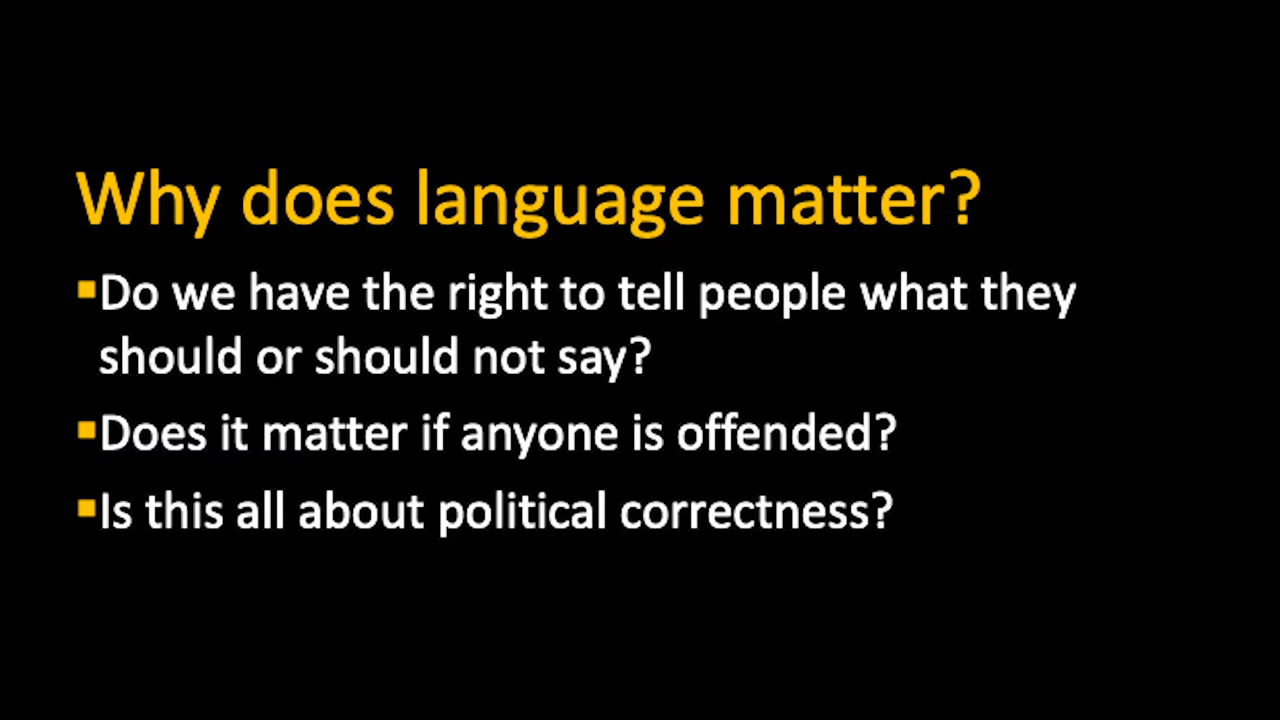 Why does language matter?
▪Do we have the right to tell people what they
should or should not say?
▪Does it matter if anyone is offended?
▪Is this all about political correctness?